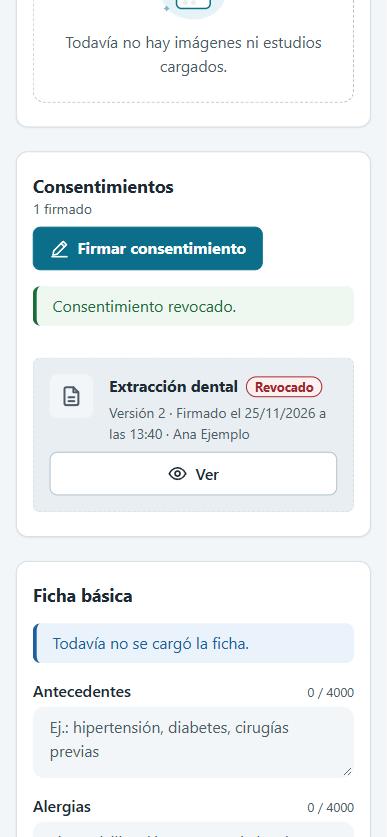 Todavía no hay imágenes ni estudios
cargados.
Consentimientos
1 firmado
Firmar consentimiento
Consentimiento revocado.
Extracción dental Revocado
Versión 2 · Firmado el 25/11/2026 a
las 13:40 · Ana Ejemplo
Ver
Ficha básica
Todavía no se cargó la ficha.
Antecedentes 0 / 4000
Ej.: hipertensión, diabetes, cirugías
previas
Alergias 0 / 4000